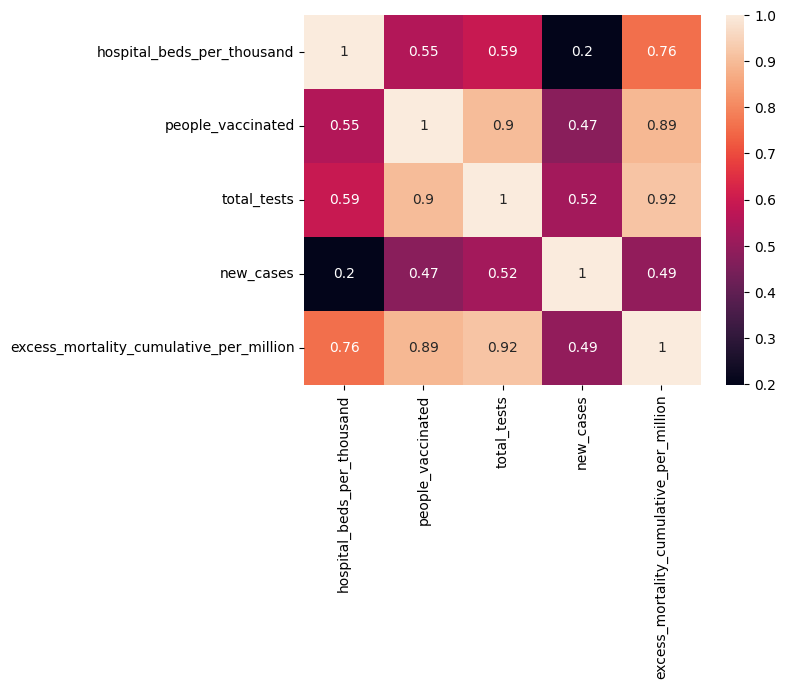 hospital_beds_per_thousand 1 0.55 0.59 0.2 0.76
people_vaccinated 0.55 1 0.9 0.47 0.89
total_tests 0.59 0.9 1 0.52 0.92
new_cases 0.2 0.47 0.52 1 0.49
excess_mortality_cumulative_per_million 0.76 0.89 0.92 0.49 1
hospital_beds_per_thousand
people_vaccinated
total_tests
new_cases
excess_mortality_cumulative_per_million
1.0
0.9
0.8
0.7
0.6
0.5
0.4
0.3
0.2